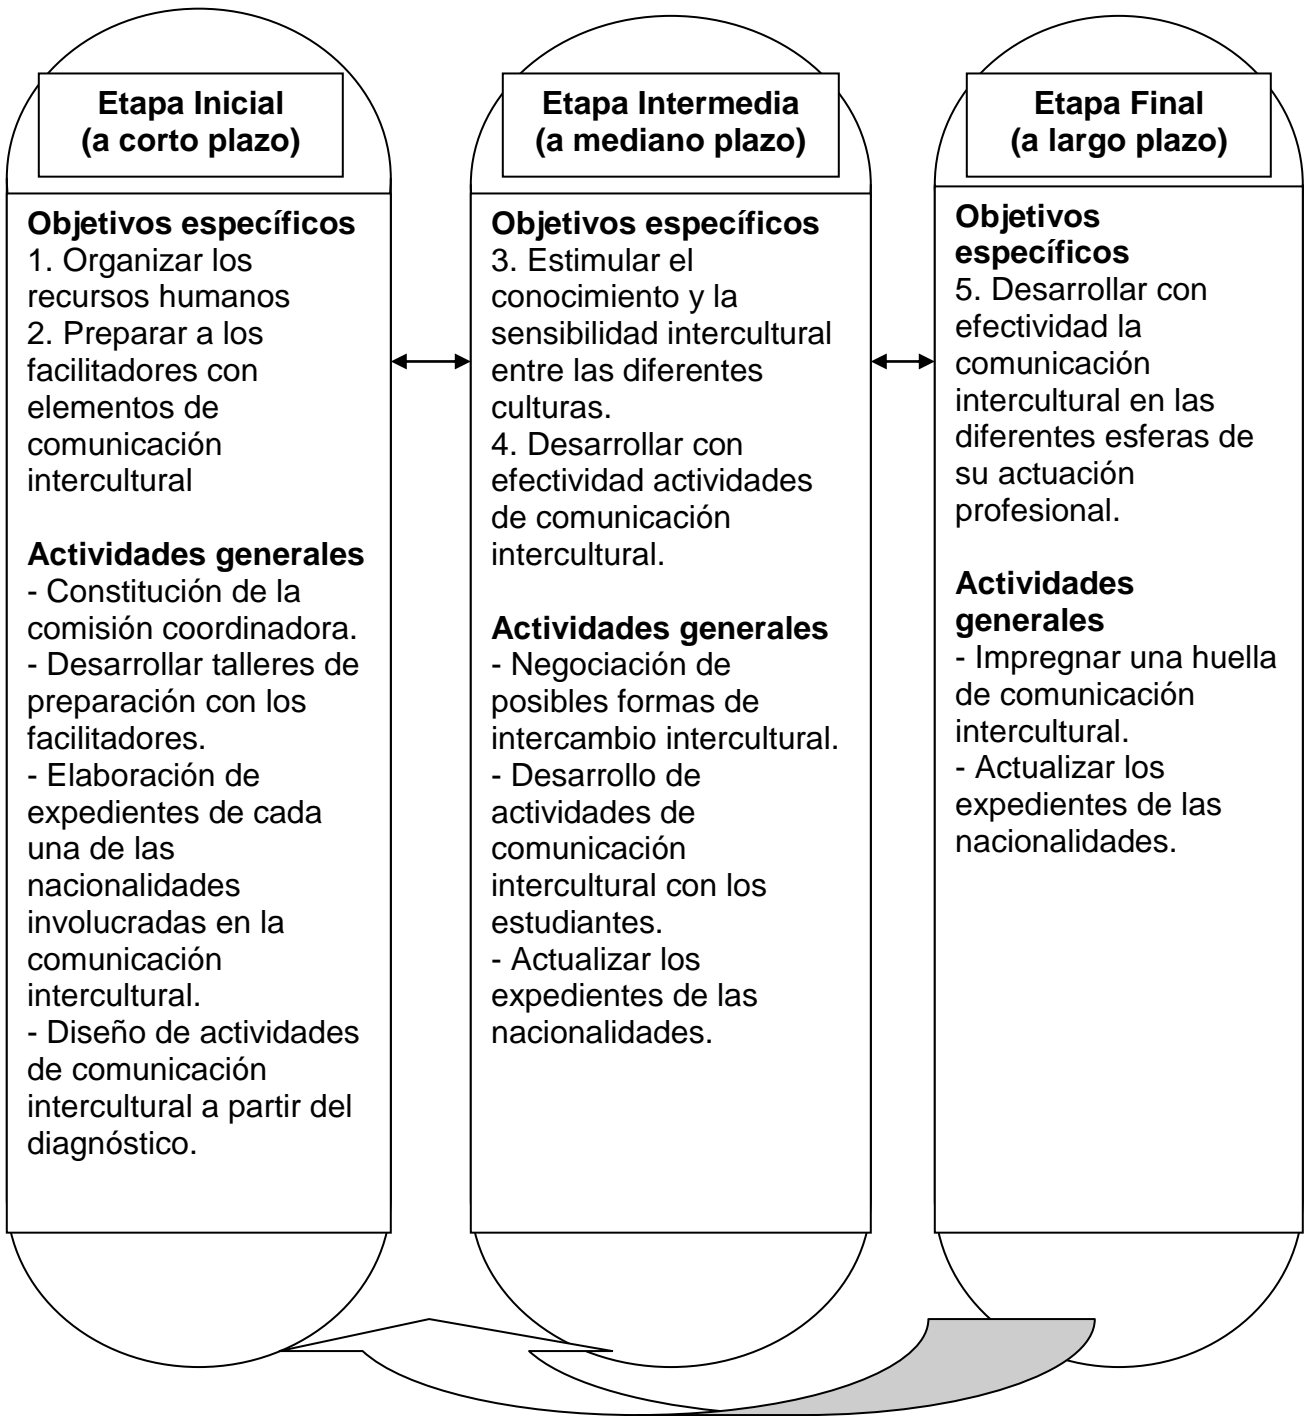 Etapa Inicial
(a corto plazo)
Objetivos específicos
1. Organizar los
recursos humanos
2. Preparar a los
facilitadores con
elementos de
comunicación
intercultural
Actividades generales
- Constitución de la
comisión coordinadora.
- Desarrollar talleres de
preparación con los
facilitadores.
- Elaboración de
expedientes de cada
una de las
nacionalidades
involucradas en la
comunicación
intercultural.
- Diseño de actividades
de comunicación
intercultural a partir del
diagnóstico.
Etapa Intermedia
(a mediano plazo)
Objetivos específicos
3. Estimular el
conocimiento y la
sensibilidad intercultural
entre las diferentes
culturas.
4. Desarrollar con
efectividad actividades
de comunicación
intercultural.
Actividades generales
- Negociación de
posibles formas de
intercambio intercultural.
- Desarrollo de
actividades de
comunicación
intercultural con los
estudiantes.
- Actualizar los
expedientes de las
nacionalidades.
Etapa Final
(a largo plazo)
Objetivos
específicos
5. Desarrollar con
efectividad la
comunicación
intercultural en las
diferentes esferas de
su actuación
profesional.
Actividades
generales
- Impregnar una huella
de comunicación
intercultural.
- Actualizar los
expedientes de las
nacionalidades.